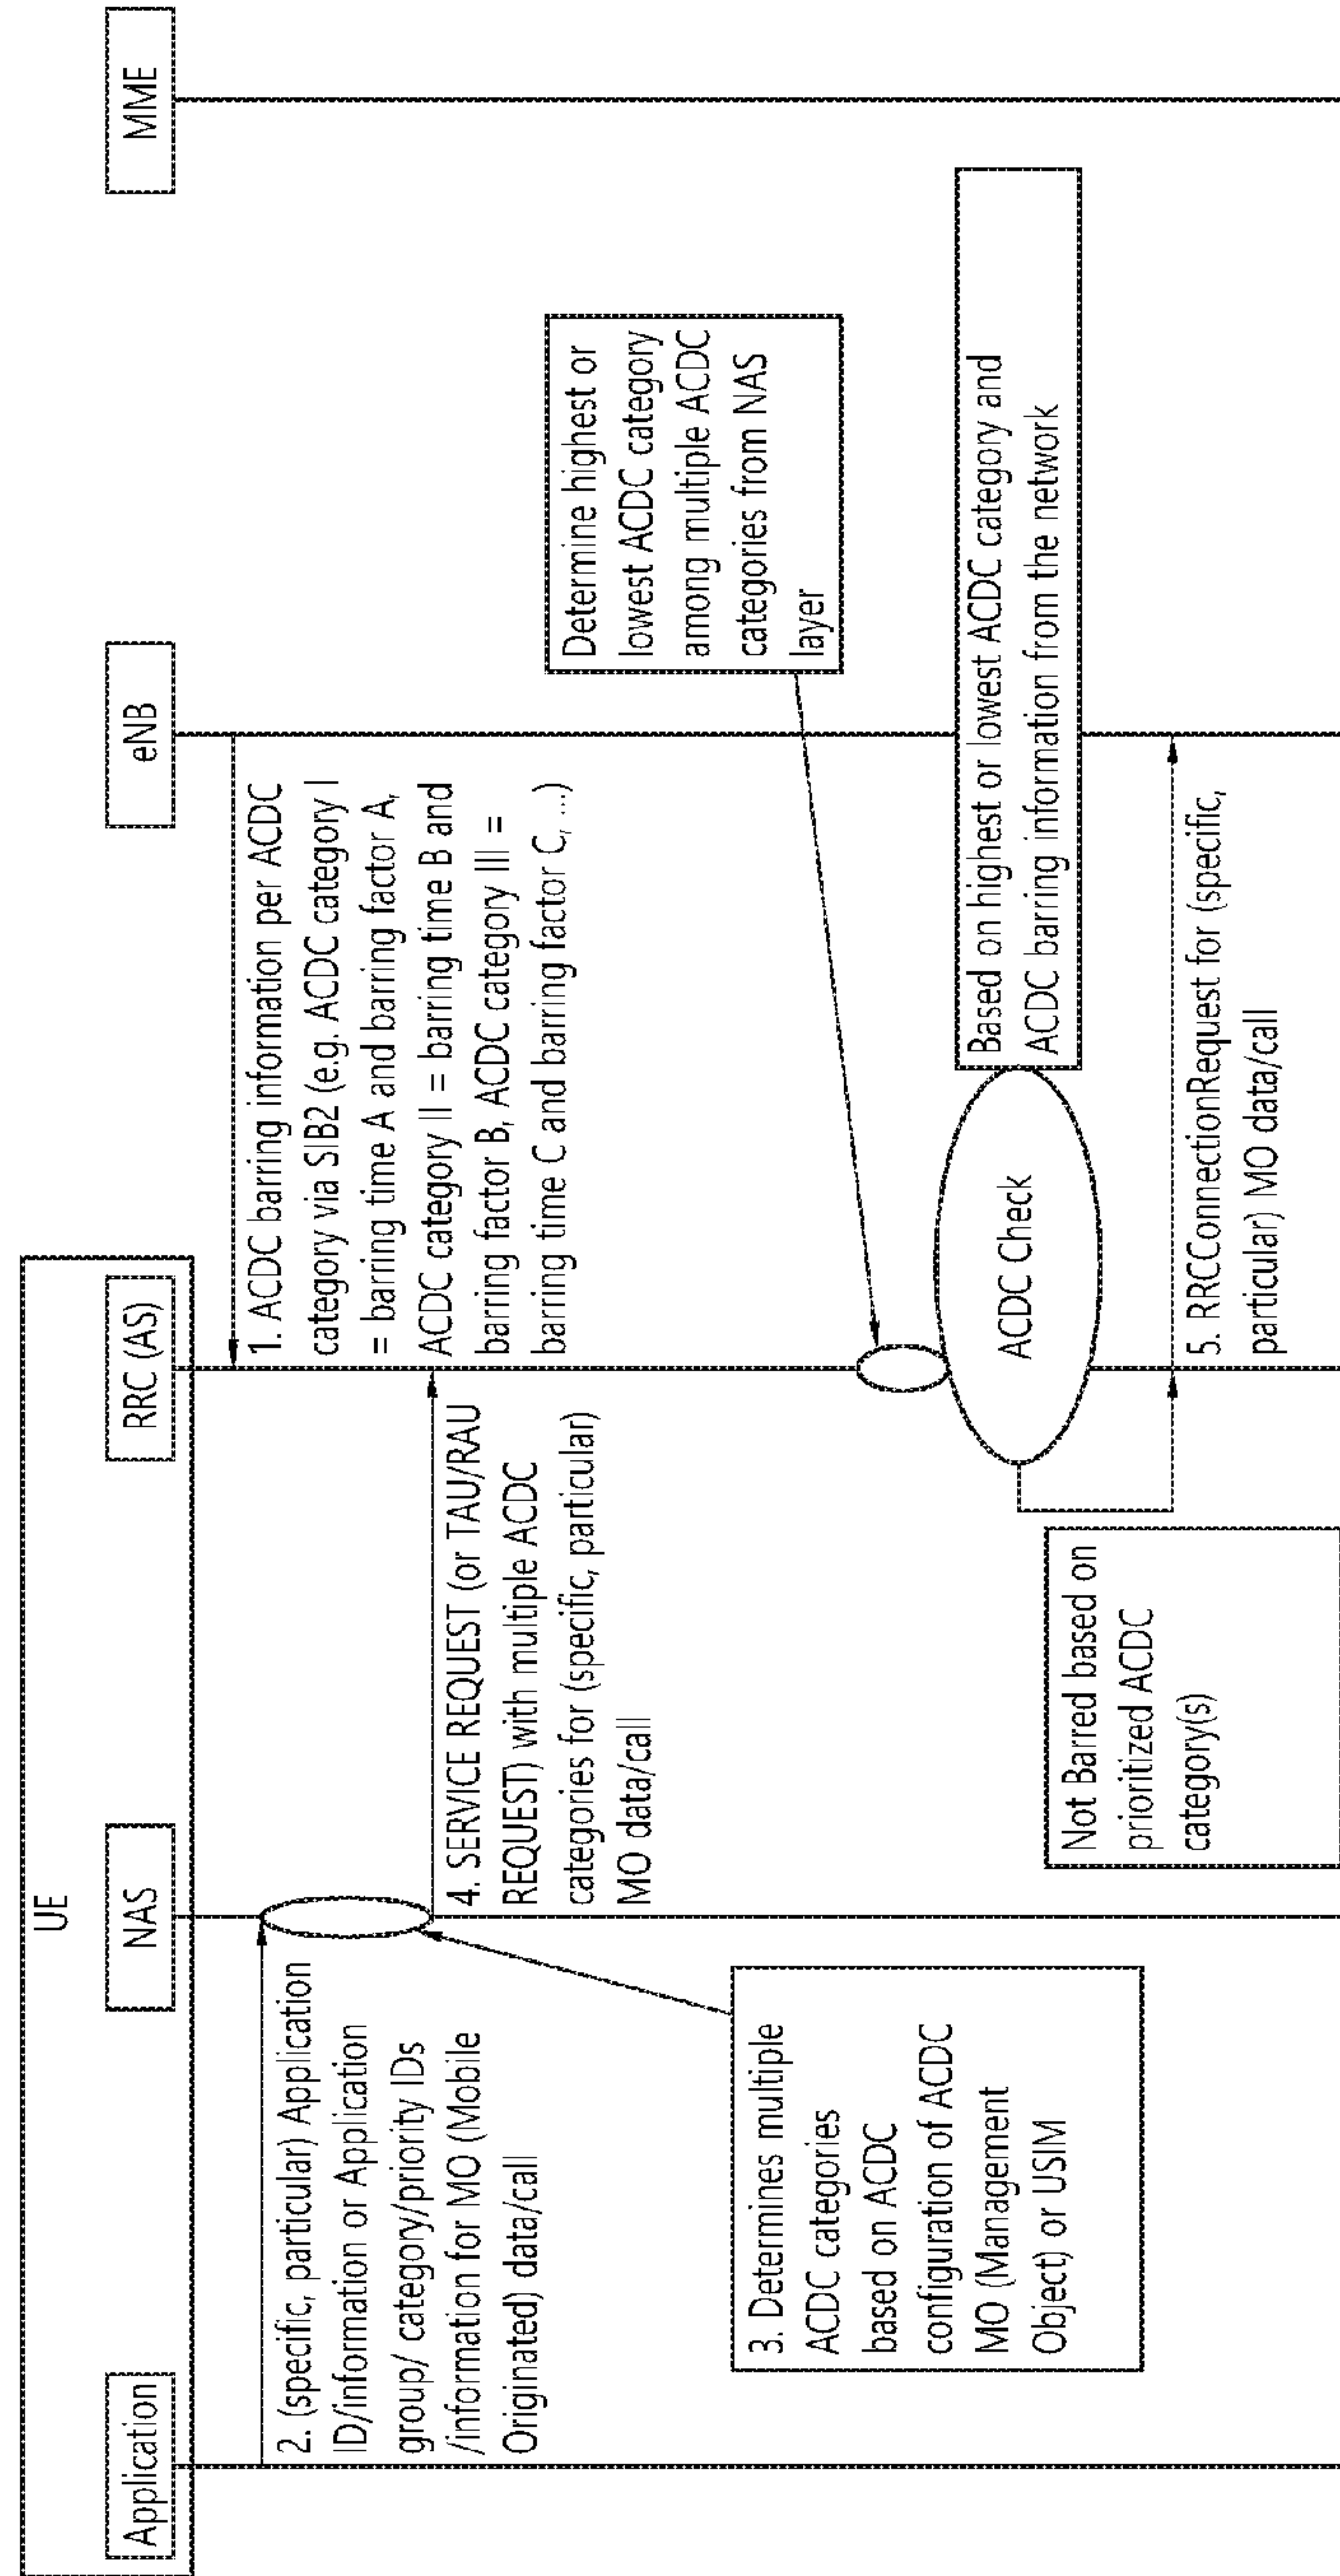 UE
Application
NAS
RRC (AS)
eNB
MME
1. ACDC barring information per ACDC
category via SIB2 (e.g. ACDC category I
= barring time A and barring factor A,
ACDC category II = barring time B and
barring factor B, ACDC category IIII =
barring time C and barring factor C, ...)
2. (specific, particular) Application
ID/information or Application
group/ category/priority IDs
/information for MO (Mobile
Originated) data/call
3. Determines multiple
ACDC categories
based on ACDC
configuration of ACDC
MO (Management
Object) or USIM
4. SERVICE REQUEST (or TAU/RAU
REQUEST) with multiple ACDC
categories for (specific, particular)
MO data/call
Determine highest or
lowest ACDC category
among multiple ACDC
categories from NAS
layer
ACDC Check
Based on highest or lowest ACDC category and
ACDC barring information from the network
Not Barred based on
prioritized ACDC
category(s)
5. RRCConnectionRequest for (specific,
particular) MO data/call